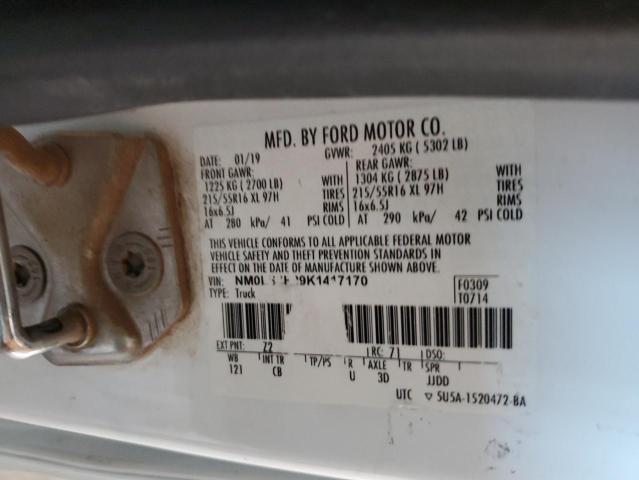 MFD. BY FORD MOTOR CO.
DATE: 01/19 GVWR: 2405 KG ( 5302 LB)
FRONT GAWR: REAR GAWR:
1225 KG ( 2700 LB) WITH 1304 KG ( 2875 LB) WITH
215/55R16 XL 97H TIRES 215/55R16 XL 97H TIRES
16x6.5J RIMS 16x6.5J RIMS
AT 280 kPa/ 41 PSI COLD AT 290 kPa/ 42 PSI COLD
THIS VEHICLE CONFORMS TO ALL APPLICABLE FEDERAL MOTOR
VEHICLE SAFETY AND THEFT PREVENTION STANDARDS IN
EFFECT ON THE DATE OF MANUFACTURE SHOWN ABOVE.
VIN: F0309
TYPE: Truck T0714
EXT PNT: Z2 RC: 71 DSO:
WB INT TR TP/PS R AXLE TR SPR
121 CB U 3D JJDD
UTC ▽ 5U5A-1520472-BA